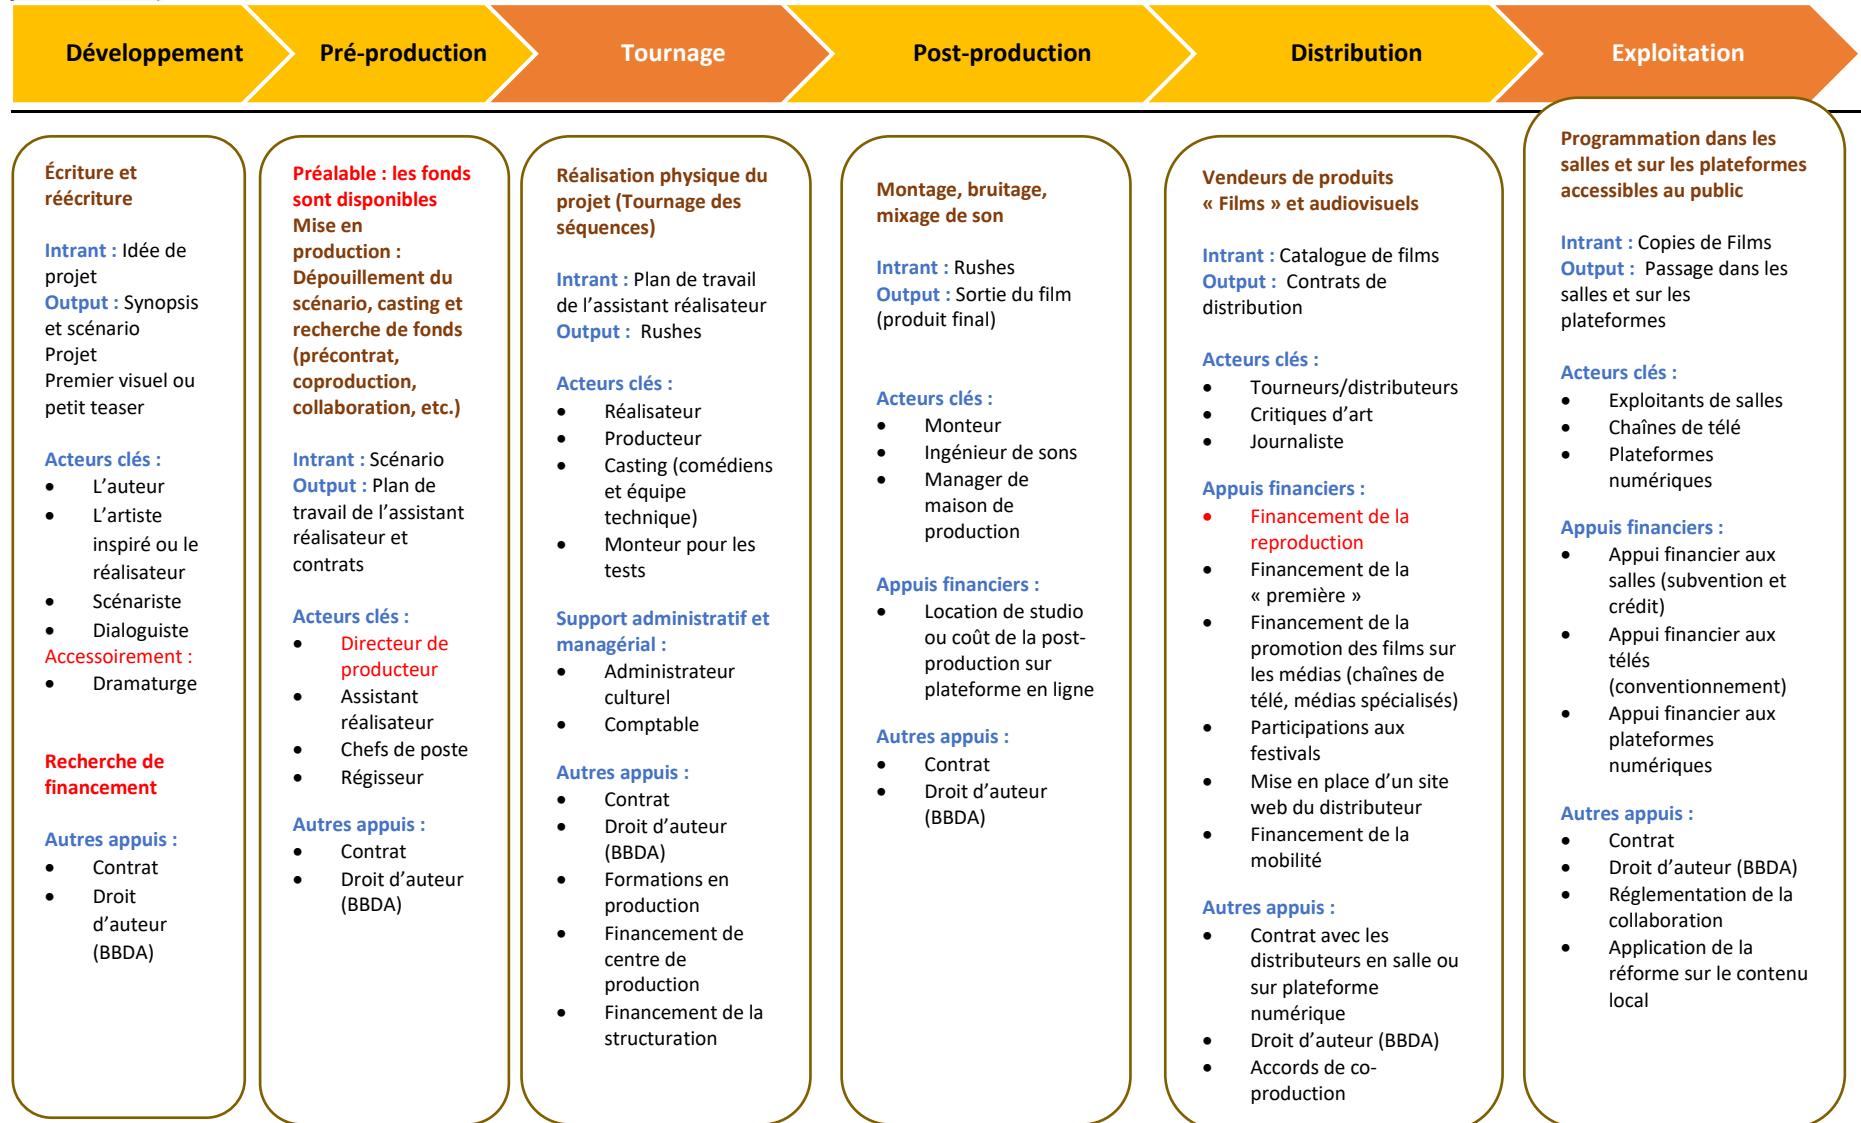 Développement
Pré-production
Tournage
Post-production
Distribution
Exploitation
Écriture et
réécriture
Intrant : Idée de
projet
Output : Synopsis
et scénario
Projet
Premier visuel ou
petit teaser
Acteurs clés :
• L'auteur
• L'artiste
inspiré ou le
réalisateur
• Scénariste
• Dialoguiste
Accessoirement :
• Dramaturge
Recherche de
financement
Autres appuis :
• Contrat
• Droit
d'auteur
(BBDA)
Préalable : les fonds
sont disponibles
Mise en
production :
Dépouillement du
scénario, casting et
recherche de fonds
(précontrat,
coproduction,
collaboration, etc.)
Intrant : Scénario
Output : Plan de
travail de l'assistant
réalisateur et
contrats
Acteurs clés :
• Directeur de
producteur
• Assistant
réalisateur
• Chefs de poste
• Régisseur
Autres appuis :
• Contrat
• Droit d'auteur
(BBDA)
Réalisation physique du
projet (Tournage des
séquences)
Intrant : Plan de travail
de l'assistant réalisateur
Output : Rushes
Acteurs clés :
• Réalisateur
• Producteur
• Casting (comédiens
et équipe
technique)
• Monteur pour les
tests
Support administratif et
managérial :
• Administrateur
culturel
• Comptable
Autres appuis :
• Contrat
• Droit d'auteur
(BBDA)
• Formations en
production
• Financement de
centre de
production
• Financement de la
structuration
Montage, bruitage,
mixage de son
Intrant : Rushes
Output : Sortie du film
(produit final)
Acteurs clés :
• Monteur
• Ingénieur de sons
• Manager de
maison de
production
Appuis financiers :
• Location de studio
ou coût de la post-
production sur
plateforme en ligne
Autres appuis :
• Contrat
• Droit d'auteur
(BBDA)
Vendeurs de produits
« Films » et audiovisuels
Intrant : Catalogue de films
Output : Contrats de
distribution
Acteurs clés :
• Tourneurs/distributeurs
• Critiques d'art
• Journaliste
Appuis financiers :
• Financement de la
reproduction
• Financement de la
« première »
• Financement de la
promotion des films sur
les médias (chaînes de
télé, médias spécialisés)
• Participations aux
festivals
• Mise en place d'un site
web du distributeur
• Financement de la
mobilité
Autres appuis :
• Contrat avec les
distributeurs en salle ou
sur plateforme
numérique
• Droit d'auteur (BBDA)
• Accords de co-
production
Programmation dans les
salles et sur les plateformes
accessibles au public
Intrant : Copies de Films
Output : Passage dans les
salles et sur les
plateformes
Acteurs clés :
• Exploitants de salles
• Chaînes de télé
• Plateformes
numériques
Appuis financiers :
• Appui financier aux
salles (subvention et
crédit)
• Appui financier aux
télés
(conventionnement)
• Appui financier aux
plateformes
numériques
Autres appuis :
• Contrat
• Droit d'auteur (BBDA)
• Réglementation de la
collaboration
• Application de la
réforme sur le contenu
local